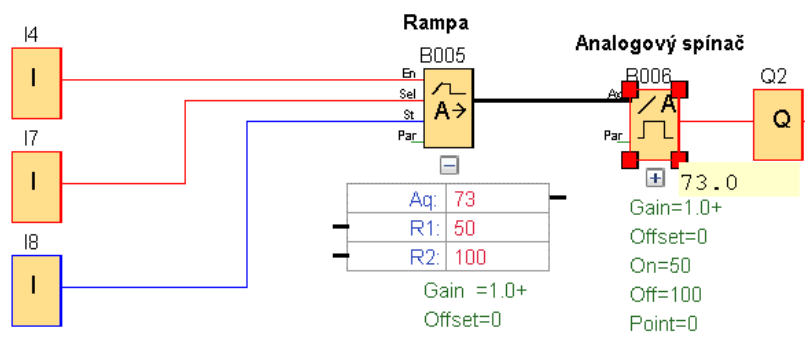 Rampa
Analogový spínač
I4
I
I7
I
I8
I
B005
En
Sel
St
Par
A→
Aq: 73
R1: 50
R2: 100
Gain =1.0+
Offset=0
B006
Ax
Par
A
73.0
Gain=1.0+
Offset=0
On=50
Off=100
Point=0
Q2
Q